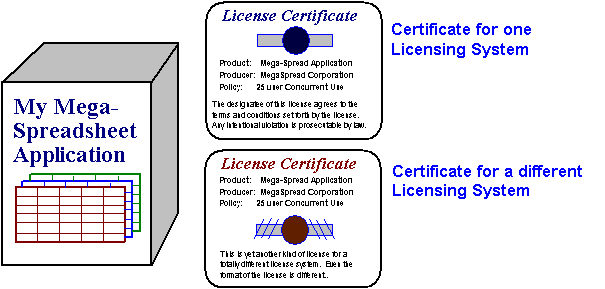 My Mega-
Spreadsheet
Application
License Certificate
Product: Mega-Spread Application
Producer: MegaSpread Corporation
Policy: 25 user Concurrent Use
The designatee of this license agrees to the
terms and conditions set forth by the license.
Any intentional violation is prosecutable by law.
Certificate for one
Licensing System
License Certificate
Product: Mega-Spread Application
Producer: MegaSpread Corporation
Policy: 25 user Concurrent Use
This is yet another kind of license for a
totally different license system. Even the
format of the license is different..
Certificate for a different
Licensing System